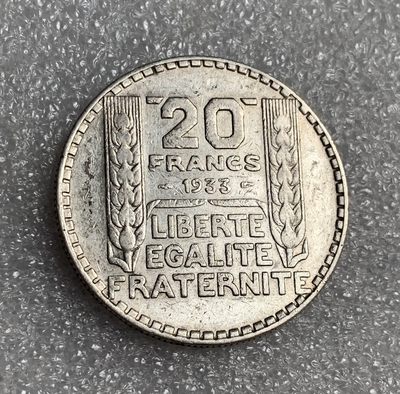 20
FRANCS
1933
LIBERTE
EGALITE
FRATERNITE